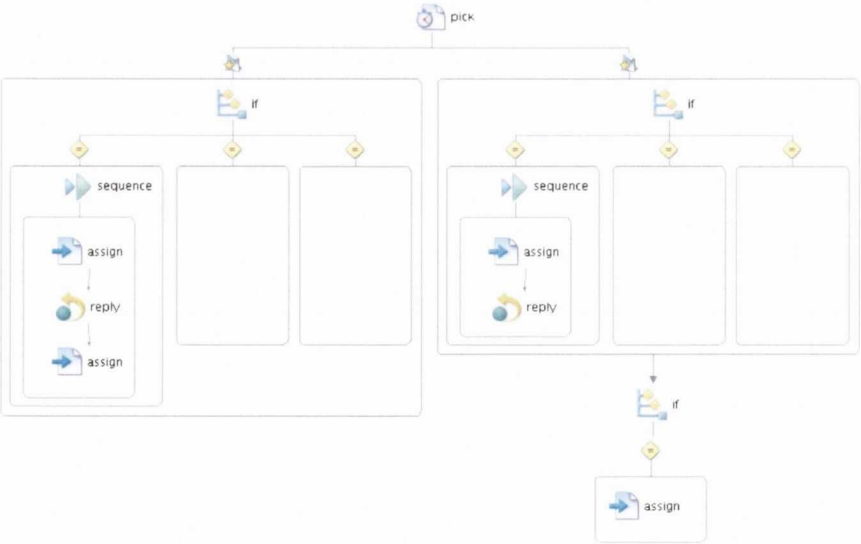 pick
if
if
sequence
sequence
assign
assign
reply
reply
assign
if
assign